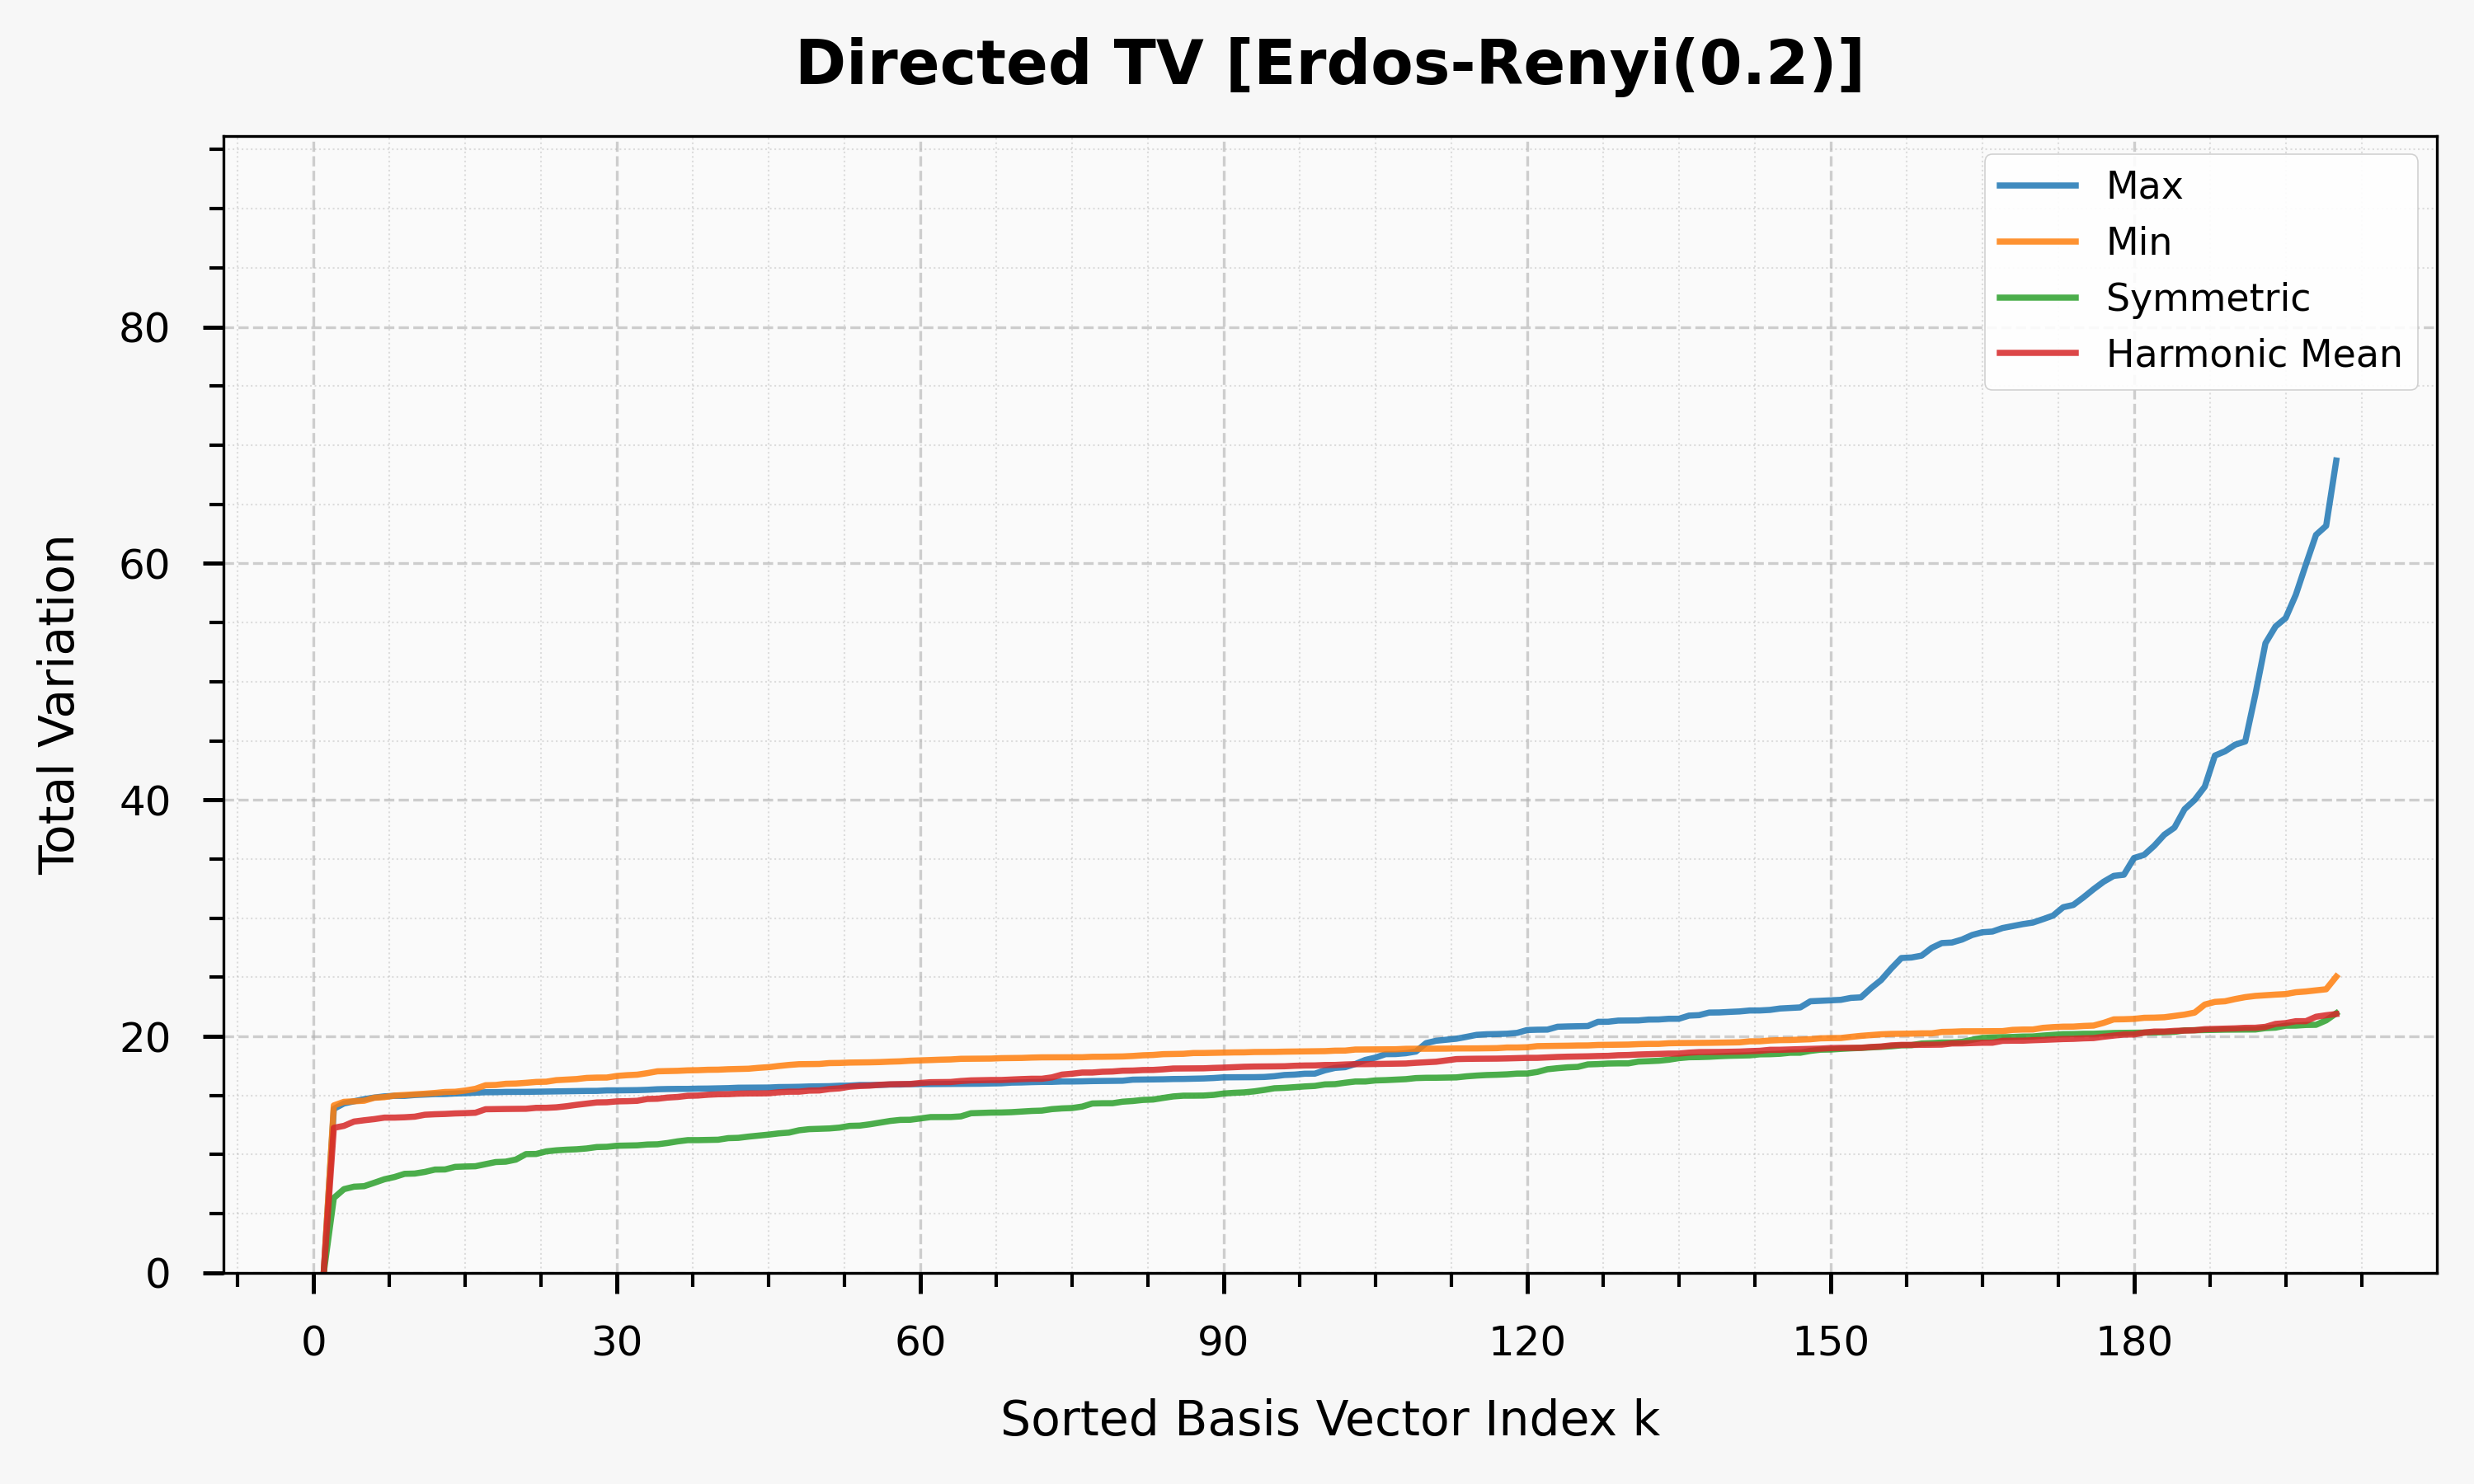 Directed TV [Erdos-Renyi(0.2)]
Max
Min
Symmetric
Harmonic Mean
Total Variation
80
60
40
20
0
0 30 60 90 120 150 180
Sorted Basis Vector Index k